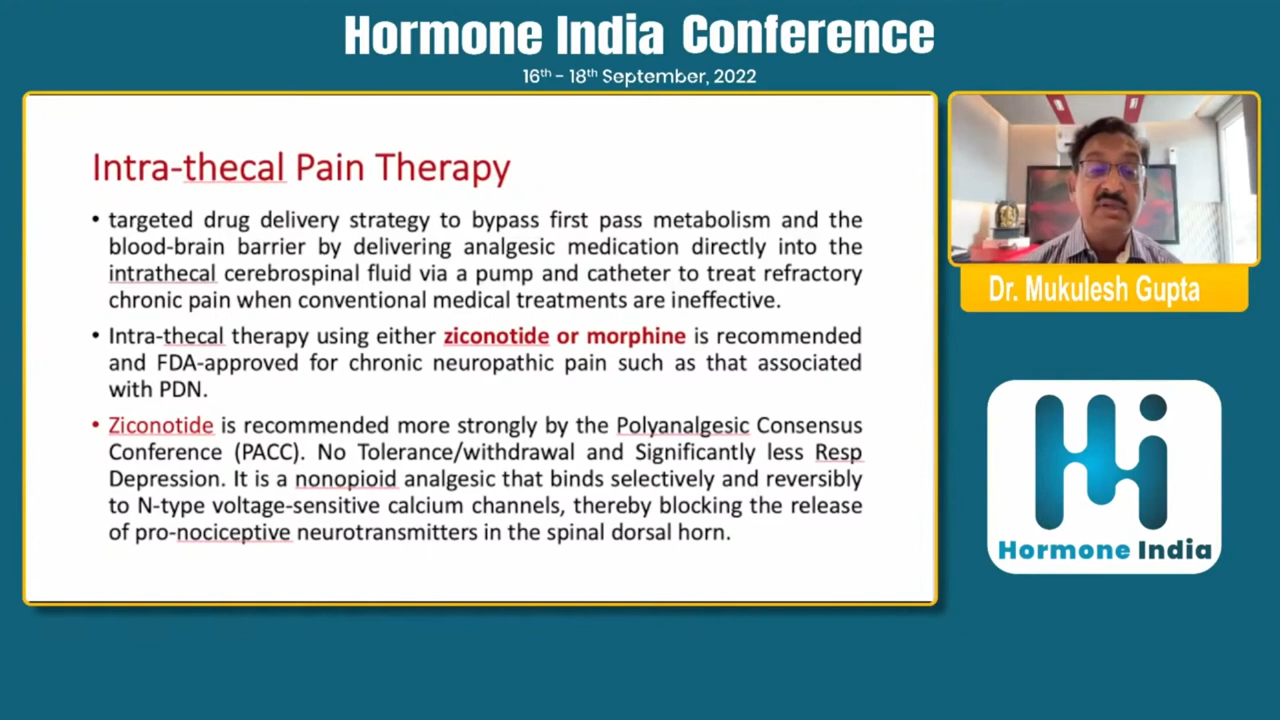 Hormone India Conference
16th - 18th September, 2022
Intra-thecal Pain Therapy
• targeted drug delivery strategy to bypass first pass metabolism and the
blood-brain barrier by delivering analgesic medication directly into the
intrathecal cerebrospinal fluid via a pump and catheter to treat refractory
chronic pain when conventional medical treatments are ineffective.
• Intra-thecal therapy using either ziconotide or morphine is recommended
and FDA-approved for chronic neuropathic pain such as that associated
with PDN.
• Ziconotide is recommended more strongly by the Polyanalgesic Consensus
Conference (PACC). No Tolerance/withdrawal and Significantly less Resp
Depression. It is a nonopioid analgesic that binds selectively and reversibly
to N-type voltage-sensitive calcium channels, thereby blocking the release
of pro-nociceptive neurotransmitters in the spinal dorsal horn.
Dr. Mukulesh Gupta
Hi
Hormone India